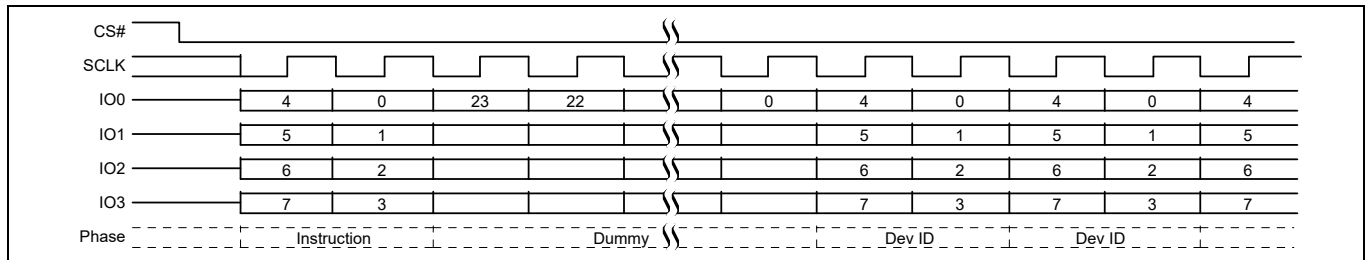 CS#
SCLK
IO0 4 0 23 22 0 4 0 4 0 4
IO1 5 1 5 1 5 1 5
IO2 6 2 6 2 6 2 6
IO3 7 3 7 3 7 3 7
Phase Instruction Dummy Dev ID Dev ID